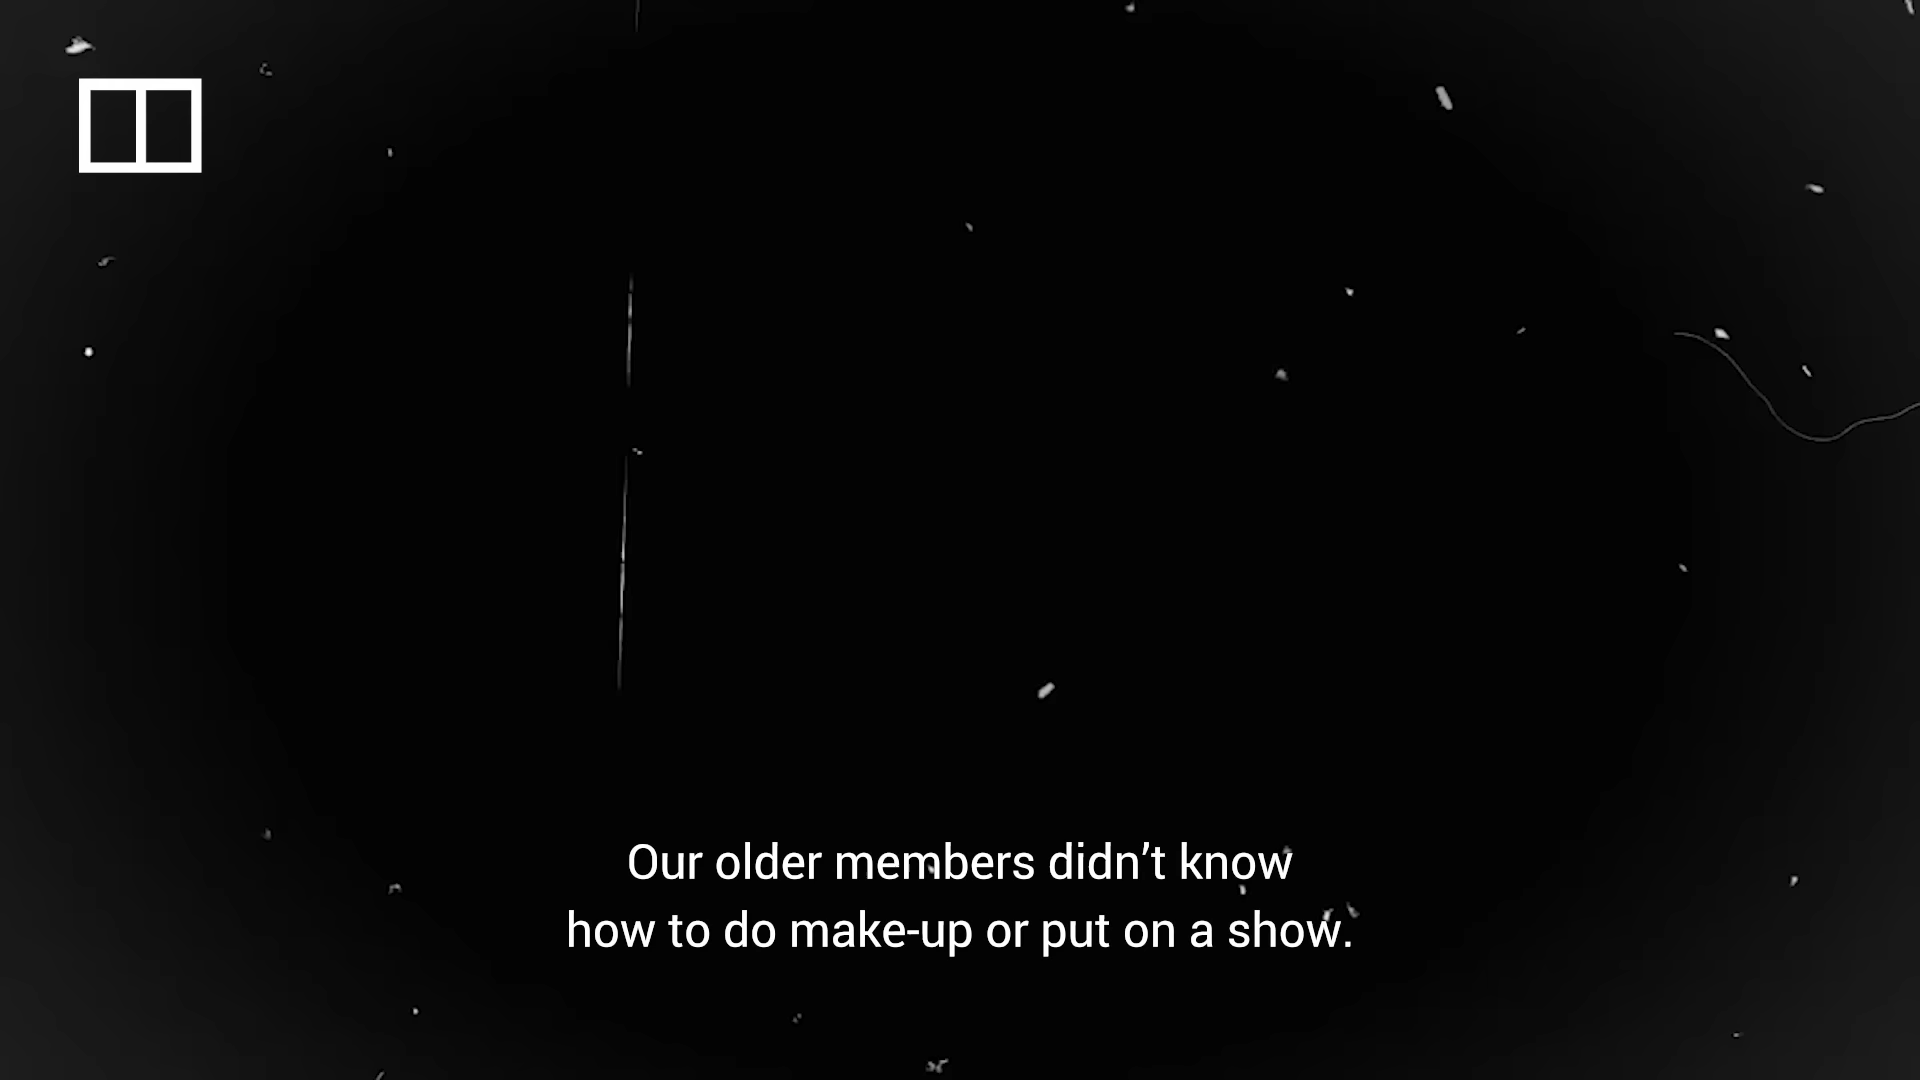 Our older members didn’t know
how to do make-up or put on a show.